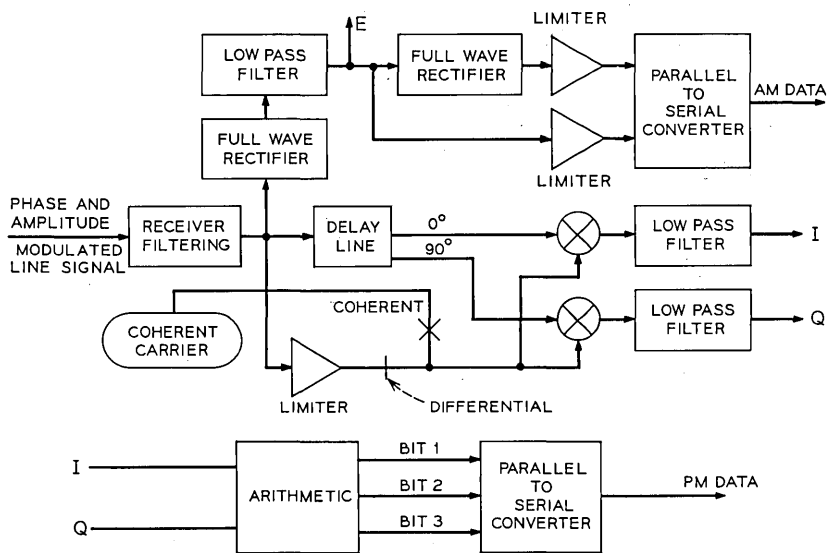 E
LOW PASS
FILTER
FULL WAVE
RECTIFIER
LIMITER
PARALLEL
TO
SERIAL
CONVERTER
AM DATA
FULL WAVE
RECTIFIER
LIMITER
PHASE AND
AMPLITUDE
MODULATED
LINE SIGNAL
RECEIVER
FILTERING
DELAY
LINE
0°
90°
LOW PASS
FILTER
I
COHERENT
CARRIER
COHERENT
LOW PASS
FILTER
Q
LIMITER
DIFFERENTIAL
I
Q
ARITHMETIC
BIT 1
BIT 2
BIT 3
PARALLEL
TO
SERIAL
CONVERTER
PM DATA